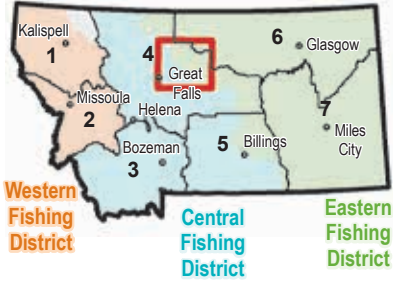 Kalispell
1
4
6
Glasgow
Great
Falls
Missoula
2
Helena
7
Bozeman
3
5
Billings
Miles
City
Western
Fishing
District
Central
Fishing
District
Eastern
Fishing
District